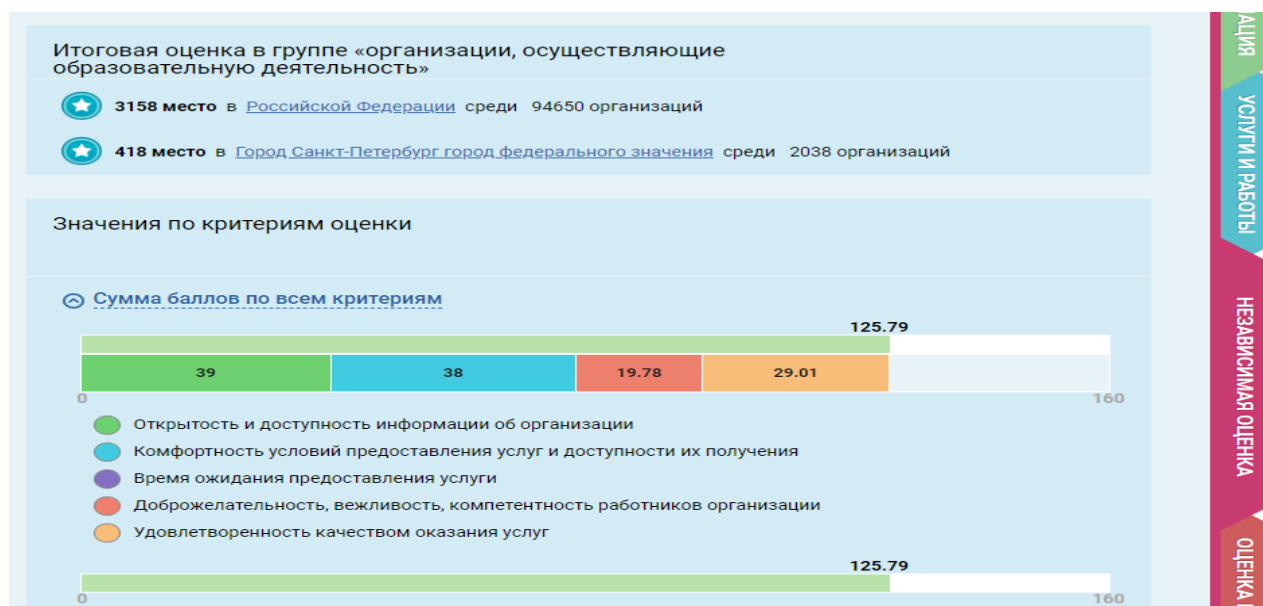 Итоговая оценка в группе «организации, осуществляющие
образовательную деятельность»
3158 место в Российской Федерации среди 94650 организаций
418 место в Город Санкт-Петербург город федерального значения среди 2038 организаций
Значения по критериям оценки
Сумма баллов по всем критериям
125.79
39 38 19.78 29.01
0 160
Открытость и доступность информации об организации
Комфортность условий предоставления услуг и доступности их получения
Время ожидания предоставления услуги
Доброжелательность, вежливость, компетентность работников организации
Удовлетворенность качеством оказания услуг
125.79
0 160
АЦИЯ
УСЛУГИ И РАБОТЫ
НЕЗАВИСИМАЯ ОЦЕНКА
ОЦЕНКА